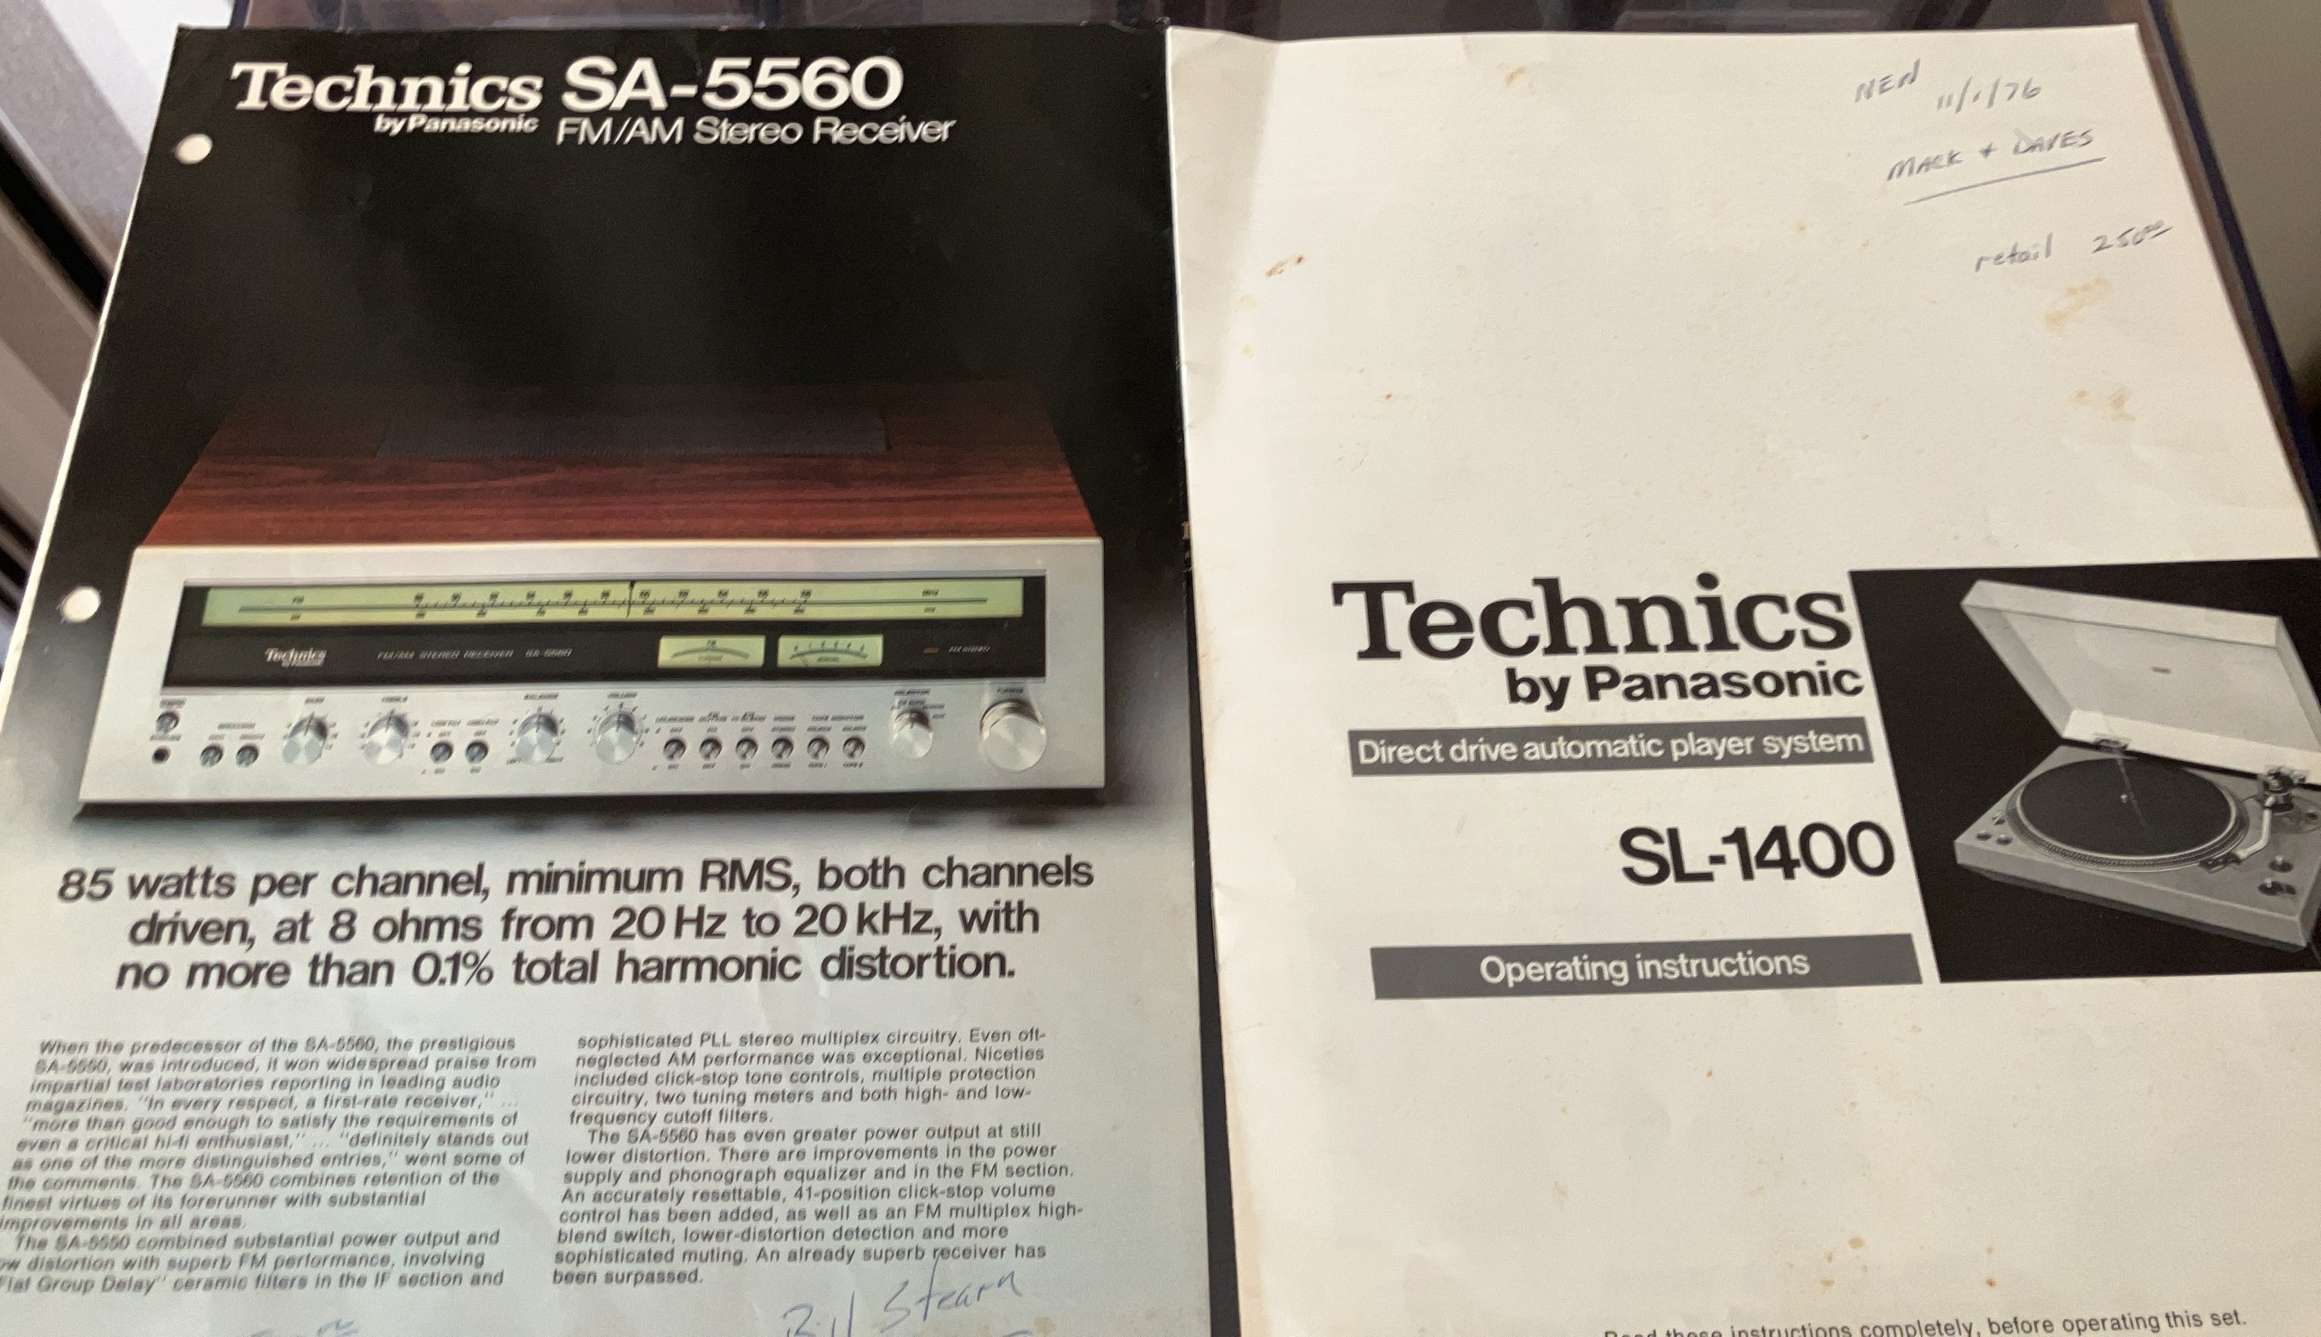 Technics SA-5560
by Panasonic FM/AM Stereo Receiver
Technics
FM/AM STEREO RECEIVER SA-5560
85 watts per channel, minimum RMS, both channels
driven, at 8 ohms from 20 Hz to 20 kHz, with
no more than 0.1% total harmonic distortion.
When the predecessor of the SA-5560, the prestigious
SA-5550, was introduced, it won widespread praise from
impartial test laboratories reporting in leading audio
magazines. "In every respect, a first-rate receiver," ...
"more than good enough to satisfy the requirements of
even a critical hi-fi enthusiast," ... "definitely stands out
as one of the more distinguished entries," went some of
the comments. The SA-5560 combines retention of the
finest virtues of its forerunner with substantial
improvements in all areas.
The SA-5550 combined substantial power output and
ow distortion with superb FM performance, involving
Flat Group Delay" ceramic filters in the IF section and
sophisticated PLL stereo multiplex circuitry. Even oft-
neglected AM performance was exceptional. Niceties
included click-stop tone controls, multiple protection
circuitry, two tuning meters and both high- and low-
frequency cutoff filters.
The SA-5560 has even greater power output at still
lower distortion. There are improvements in the power
supply and phonograph equalizer and in the FM section.
An accurately resettable, 41-position click-stop volume
control has been added, as well as an FM multiplex high-
blend switch, lower-distortion detection and more
sophisticated muting. An already superb receiver has
been surpassed.
Bill Stearn
NEW 11/1/76
MACK + DAVES
retail 250.00
Technics
by Panasonic
Direct drive automatic player system
SL-1400
Operating instructions
Read these instructions completely, before operating this set.